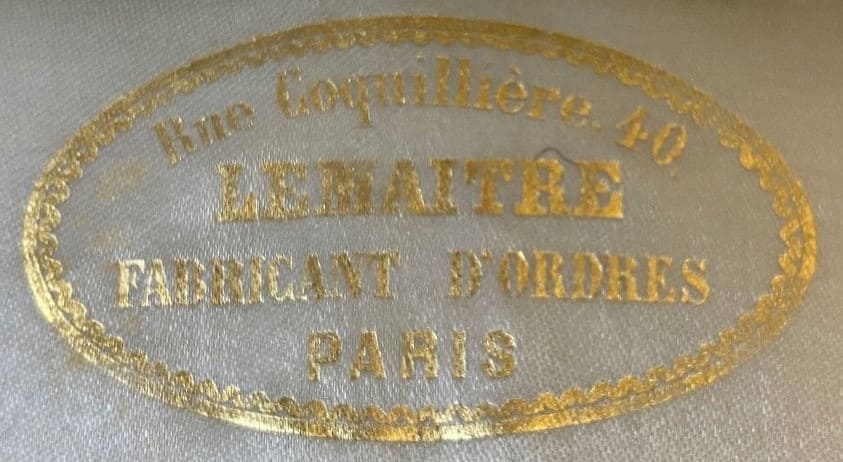 Rue Coquillière. 40
LEMAITRE
FABRICANT D'ORDRES
PARIS